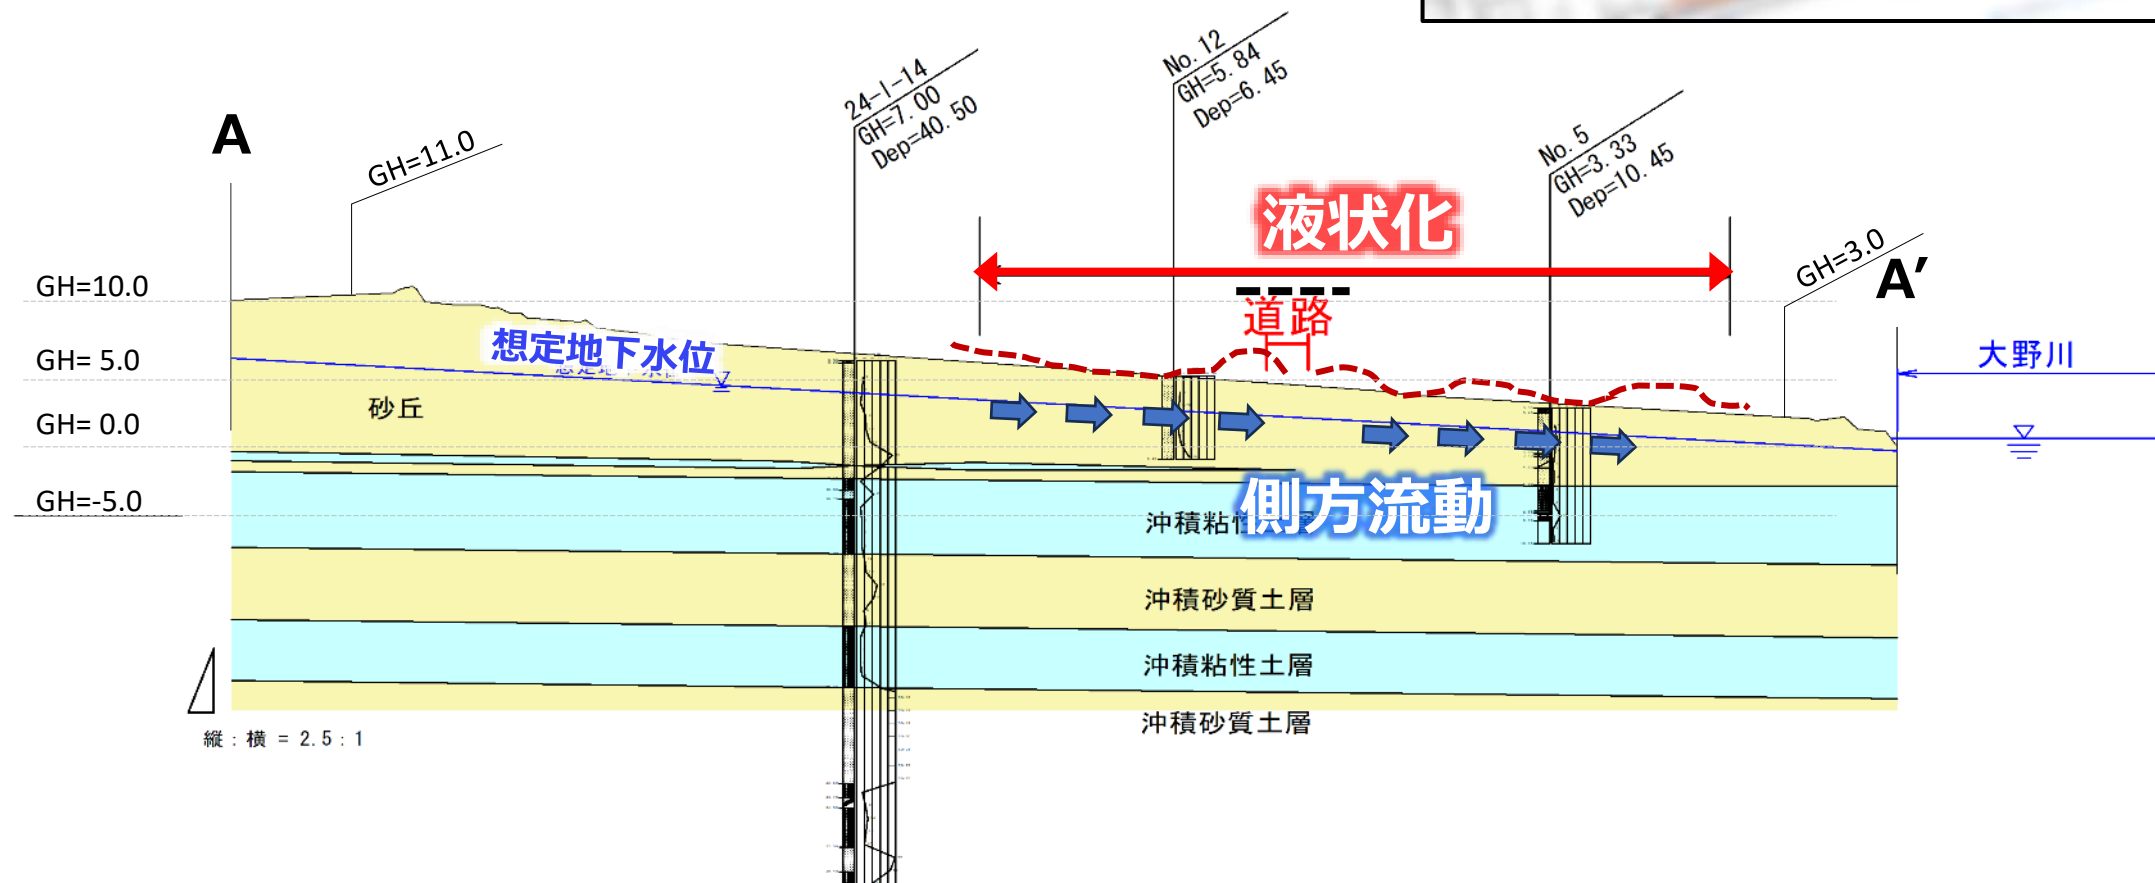 No. 12
GH=5. 84
Dep=6. 45
24-I-14
GH=7. 00
Dep=40. 50
A
GH=11.0
No. 5
GH=3. 33
Dep=10. 45
液状化
GH=3.0
A′
GH=10.0
道路
想定地下水位
GH= 5.0
大野川
砂丘
GH= 0.0
GH=-5.0
側方流動
沖積粘性土層
沖積砂質土層
沖積粘性土層
沖積砂質土層
縦 : 横 = 2.5 : 1